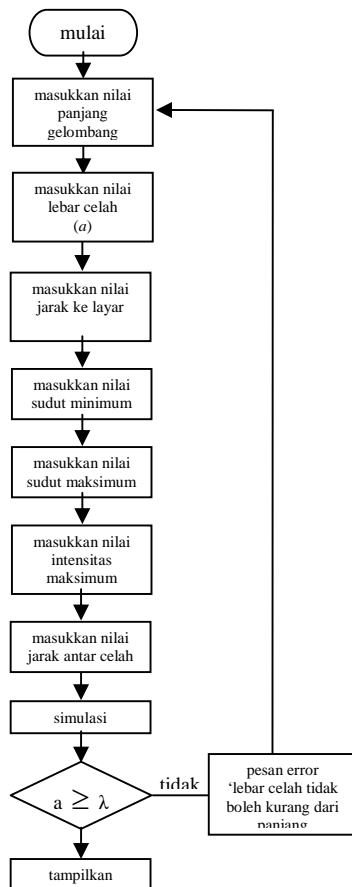 mulai
masukkan nilai
panjang
gelombang
masukkan nilai
lebar celah
(a)
masukkan nilai
jarak ke layar
masukkan nilai
sudut minimum
masukkan nilai
sudut maksimum
masukkan nilai
intensitas
maksimum
masukkan nilai
jarak antar celah
simulasi
a ≥ λ
tidak
pesan error
‘lebar celah tidak
boleh kurang dari
panjang
tampilkan